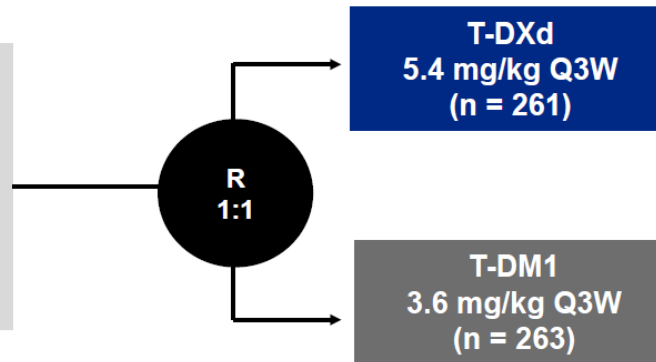 T-DXd
5.4 mg/kg Q3W
(n = 261)
R
1:1
T-DM1
3.6 mg/kg Q3W
(n = 263)